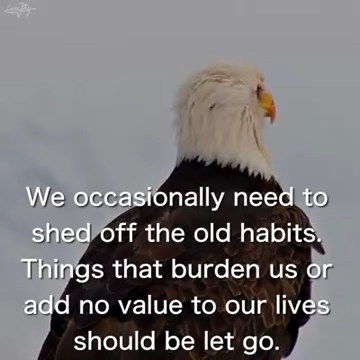 We occasionally need to
shed off the old habits.
Things that burden us or
add no value to our lives
should be let go.